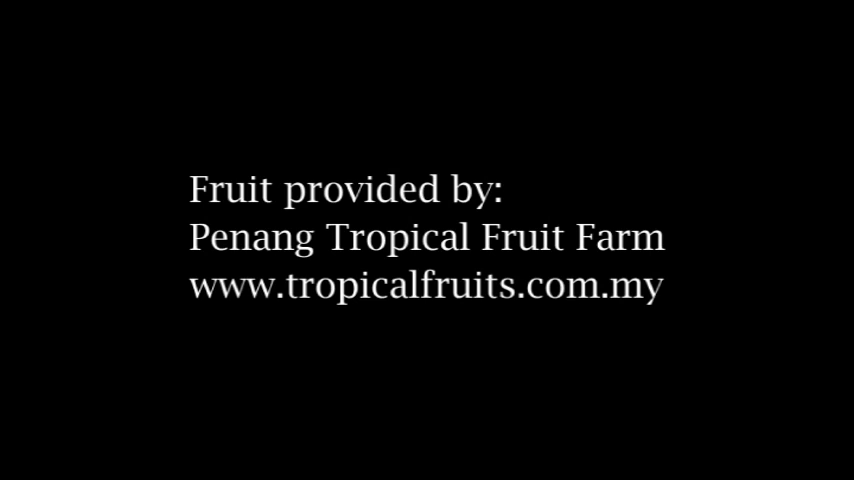 Fruit provided by:
Penang Tropical Fruit Farm
www.tropicalfruits.com.my